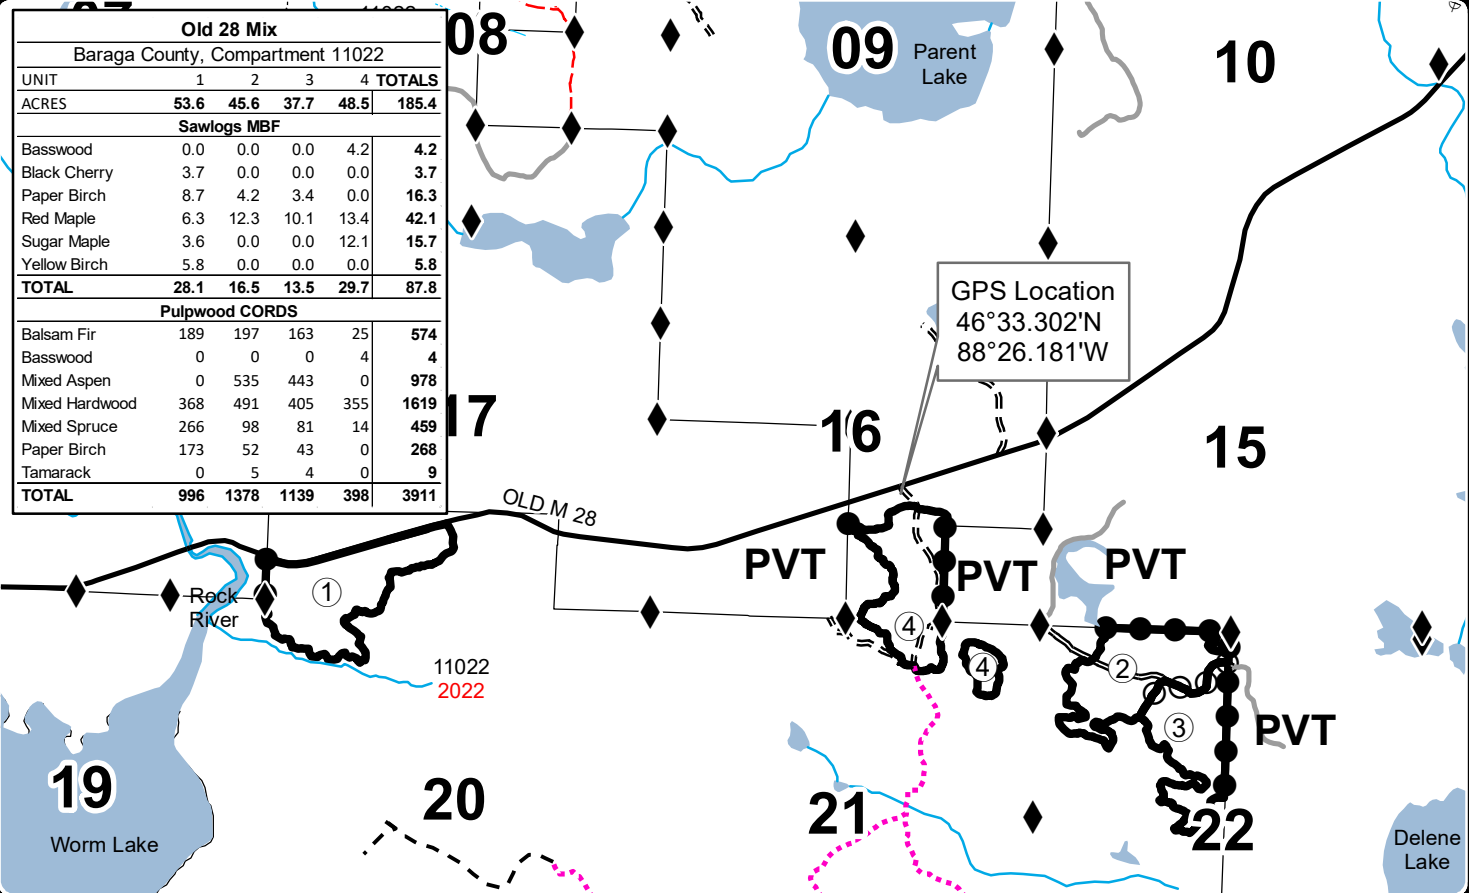 Old 28 Mix
Baraga County, Compartment 11022
UNIT 1 2 3 4 TOTALS
ACRES 53.6 45.6 37.7 48.5 185.4
Sawlogs MBF
Basswood 0.0 0.0 0.0 4.2 4.2
Black Cherry 3.7 0.0 0.0 0.0 3.7
Paper Birch 8.7 4.2 3.4 0.0 16.3
Red Maple 6.3 12.3 10.1 13.4 42.1
Sugar Maple 3.6 0.0 0.0 12.1 15.7
Yellow Birch 5.8 0.0 0.0 0.0 5.8
TOTAL 28.1 16.5 13.5 29.7 87.8
Pulpwood CORDS
Balsam Fir 189 197 163 25 574
Basswood 0 0 0 4 4
Mixed Aspen 0 535 443 0 978
Mixed Hardwood 368 491 405 355 1619
Mixed Spruce 266 98 81 14 459
Paper Birch 173 52 43 0 268
Tamarack 0 5 4 0 9
TOTAL 996 1378 1139 398 3911
08
09
Parent
Lake
10
GPS Location
46°33.302'N
88°26.181'W
17
16
15
OLD M 28
PVT
PVT
PVT
Rock
River
1
4
4
2
3
11022
2022
PVT
19
20
21
22
Worm Lake
Delene
Lake